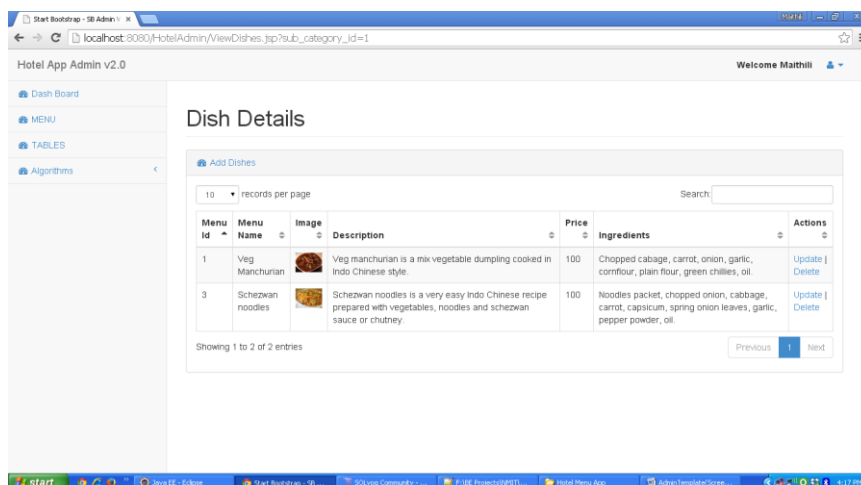 Start Bootstrap - SB Admin
localhost:8080/HotelAdmin/ViewDishes.jsp?sub_category_id=1
Hotel App Admin v2.0
Welcome Maithili
Dash Board
MENU
TABLES
Algorithms
Dish Details
Add Dishes
10 records per page
Search:
Menu Id Menu Name Image Description Price Ingredients Actions
1 Veg Manchurian Veg manchurian is a mix vegetable dumpling cooked in 100 Chopped cabage, carrot, onion, garlic, Update |
Indo Chinese style. cornflour, plain flour, green chillies, oil. Delete
3 Schezwan noodles Schezwan noodles is a very easy Indo Chinese recipe 100 Noodles packet, chopped onion, cabbage, Update |
prepared with vegetables, noodles and schezwan carrot, capsicum, spring onion leaves, garlic, Delete
sauce or chutney. pepper powder, oil.
Showing 1 to 2 of 2 entries
Previous 1 Next
start
Java EE - Eclipse
Start Bootstrap - SB ...
SQLyog Community - ...
Hotel Menu App
4:17 PM